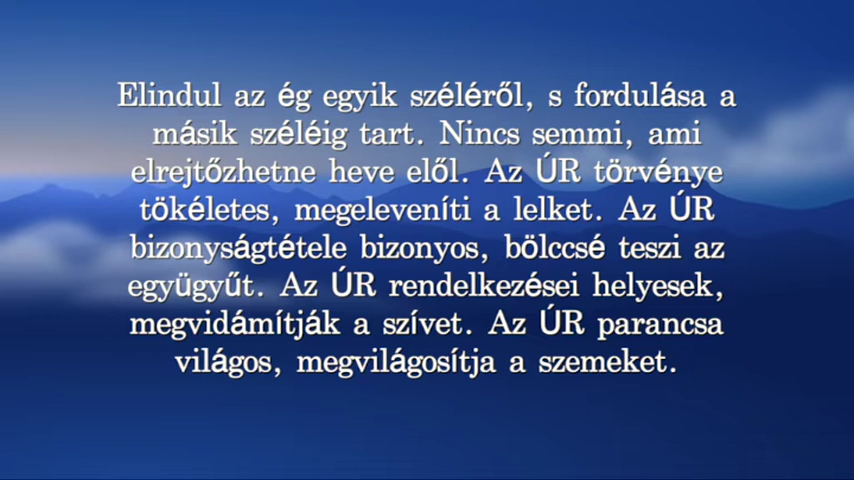 Elindul az ég egyik széléről, s fordulása a
másik széléig tart. Nincs semmi, ami
elrejtőzhetne heve elől. Az ÚR törvénye
tökéletes, megeleveníti a lelket. Az ÚR
bizonyságtétele bizonyos, bölccsé teszi az
együgyűt. Az ÚR rendelkezései helyesek,
megvidámítják a szívet. Az ÚR parancsa
világos, megvilágosítja a szemeket.